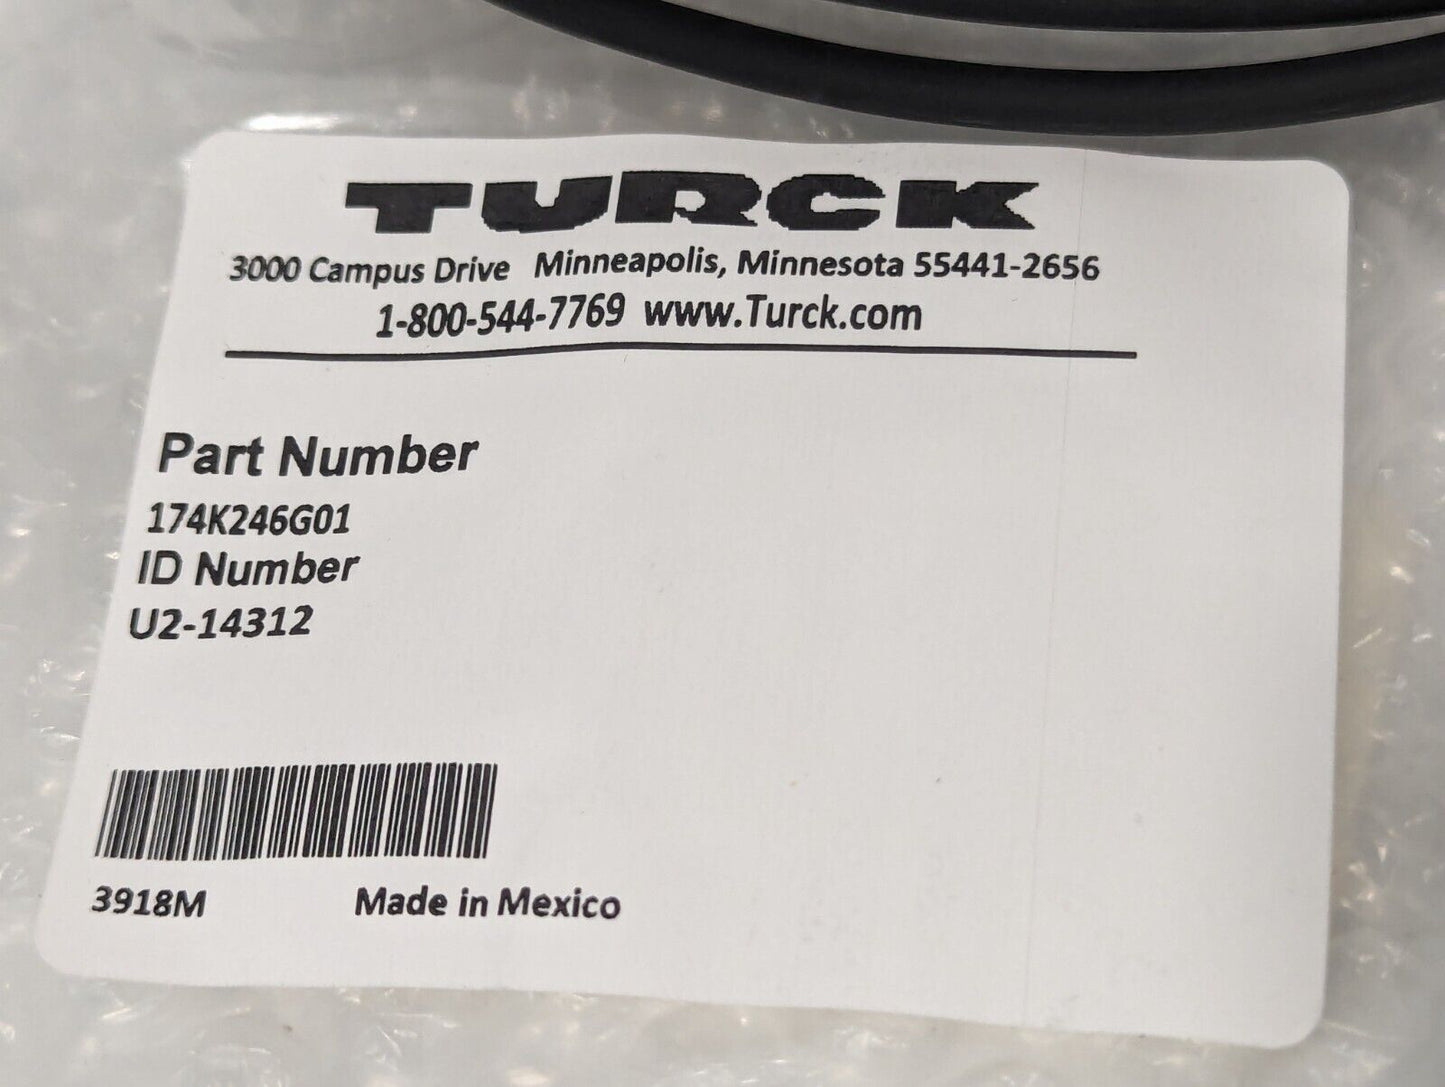 TURCK
3000 Campus Drive Minneapolis, Minnesota 55441-2656
1-800-544-7769 www.Turck.com
Part Number
174K246G01
ID Number
U2-14312
3918M Made in Mexico